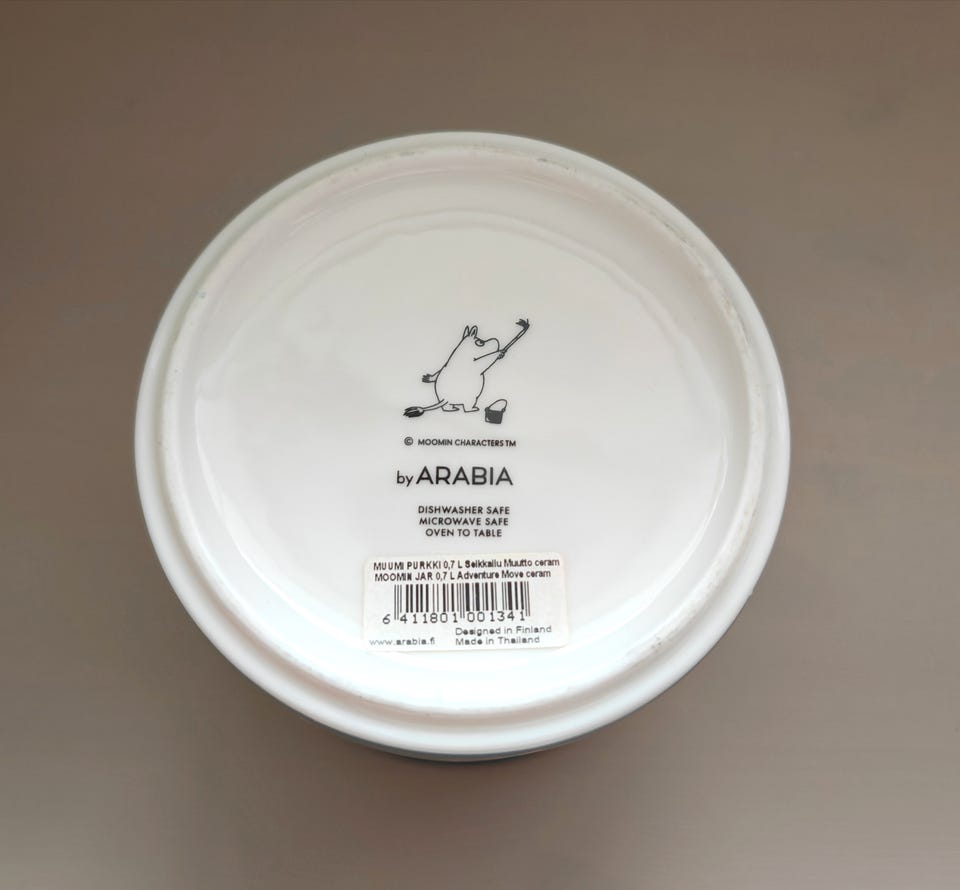 © MOOMIN CHARACTERS TM
by ARABIA
DISHWASHER SAFE
MICROWAVE SAFE
OVEN TO TABLE
MUUMI PURKKI 0,7 L Seikkailu Muutto ceram
MOOMIN JAR 0,7 L Adventure Move ceram
6 411801 001341
Designed in Finland
www.arabia.fi Made in Thailand